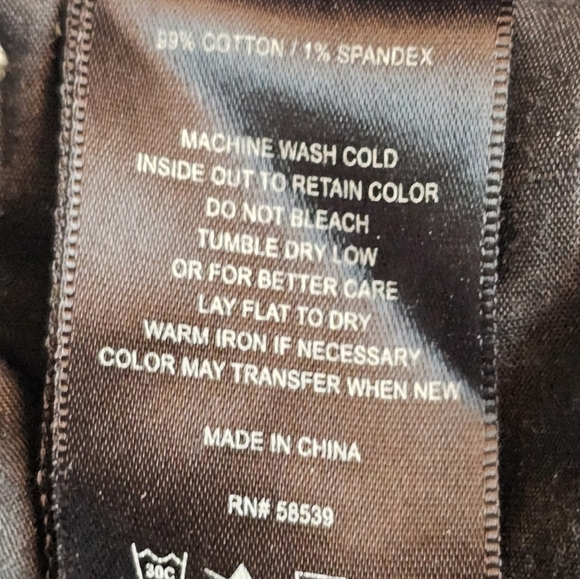 99% COTTON / 1% SPANDEX
MACHINE WASH COLD
INSIDE OUT TO RETAIN COLOR
DO NOT BLEACH
TUMBLE DRY LOW
OR FOR BETTER CARE
LAY FLAT TO DRY
WARM IRON IF NECESSARY
COLOR MAY TRANSFER WHEN NEW
MADE IN CHINA
RN# 58539
30C